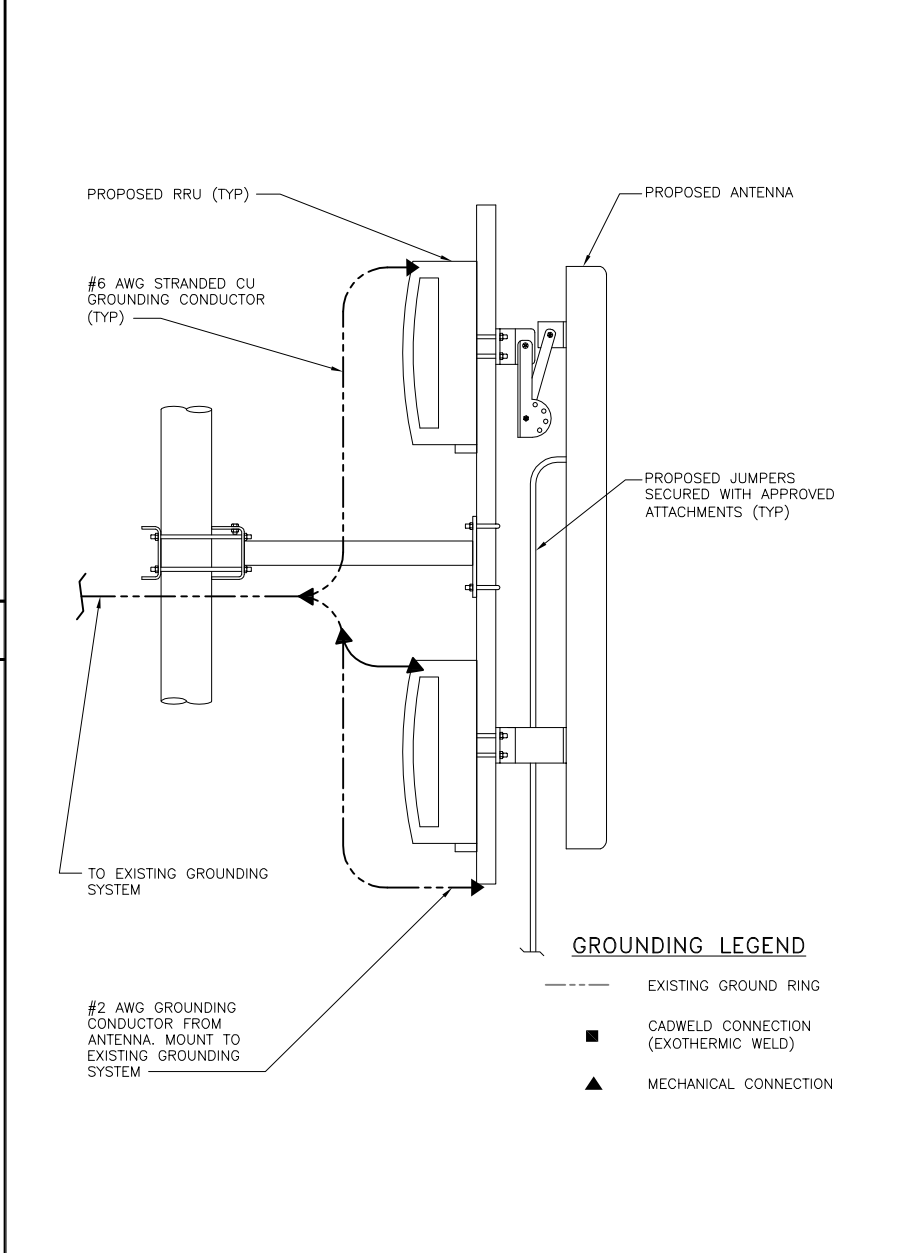 PROPOSED RRU (TYP)
PROPOSED ANTENNA
#6 AWG STRANDED CU
GROUNDING CONDUCTOR
(TYP)
PROPOSED JUMPERS
SECURED WITH APPROVED
ATTACHMENTS (TYP)
TO EXISTING GROUNDING
SYSTEM
#2 AWG GROUNDING
CONDUCTOR FROM
ANTENNA. MOUNT TO
EXISTING GROUNDING
SYSTEM
GROUNDING LEGEND
EXISTING GROUND RING
CADWELD CONNECTION
(EXOTHERMIC WELD)
MECHANICAL CONNECTION